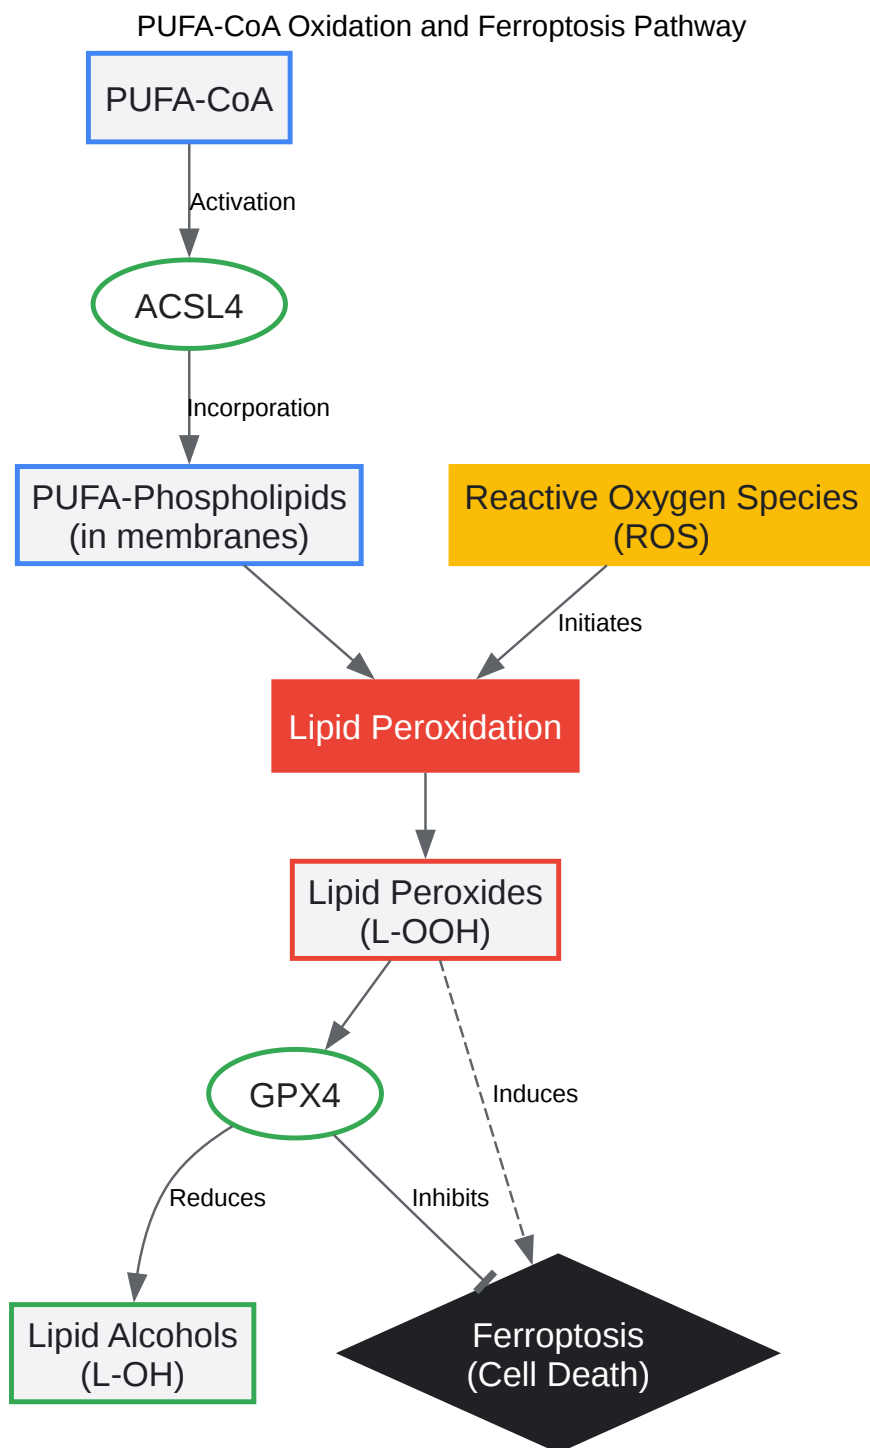 PUFA-CoA Oxidation and Ferroptosis Pathway
PUFA-CoA
Activation
ACSL4
Incorporation
PUFA-Phospholipids
(in membranes)
Reactive Oxygen Species
(ROS)
Initiates
Lipid Peroxidation
Lipid Peroxides
(L-OOH)
GPX4
Induces
Reduces
Inhibits
Lipid Alcohols
(L-OH)
Ferroptosis
(Cell Death)